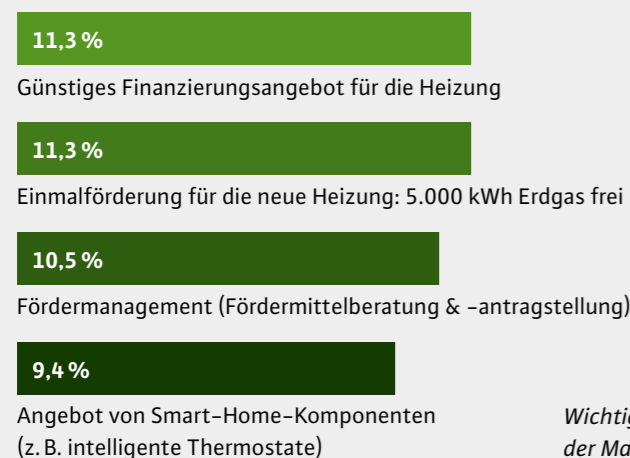 11,3 %
Günstiges Finanzierungsangebot für die Heizung
11,3 %
Einmalförderung für die neue Heizung: 5.000 kWh Erdgas frei
10,5 %
Fördermanagement (Fördermittelberatung & -antragstellung)
9,4 %
Angebot von Smart-Home-Komponenten
(z. B. intelligente Thermostate)
der